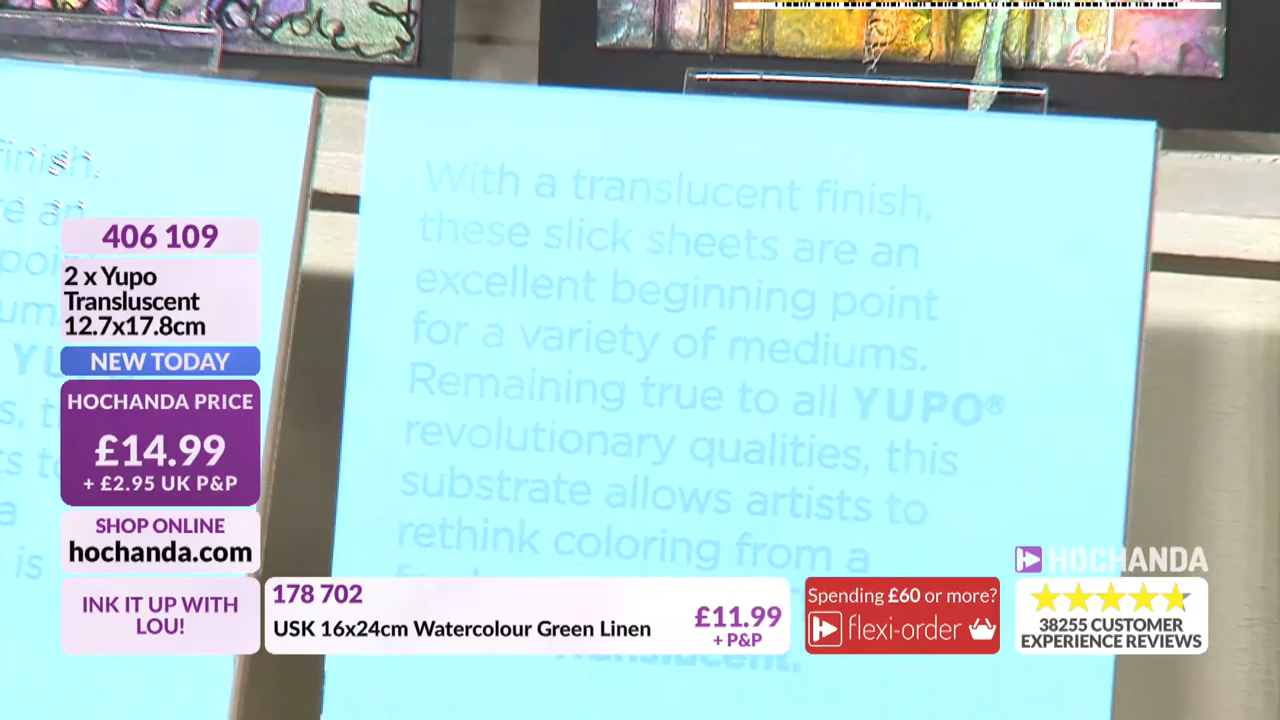 With a translucent finish,
these slick sheets are an
excellent beginning point
for a variety of mediums.
Remaining true to all YUPO®
revolutionary qualities, this
substrate allows artists to
rethink coloring from a
Translucent.
finish.
is
406 109
2 x Yupo
Transluscent
12.7x17.8cm
NEW TODAY
HOCHANDA PRICE
£14.99
+ £2.95 UK P&P
SHOP ONLINE
hochanda.com
INK IT UP WITH
LOU!
178 702
USK 16x24cm Watercolour Green Linen
£11.99
+ P&P
Spending £60 or more?
flexi-order
HOCHANDA
38255 CUSTOMER
EXPERIENCE REVIEWS